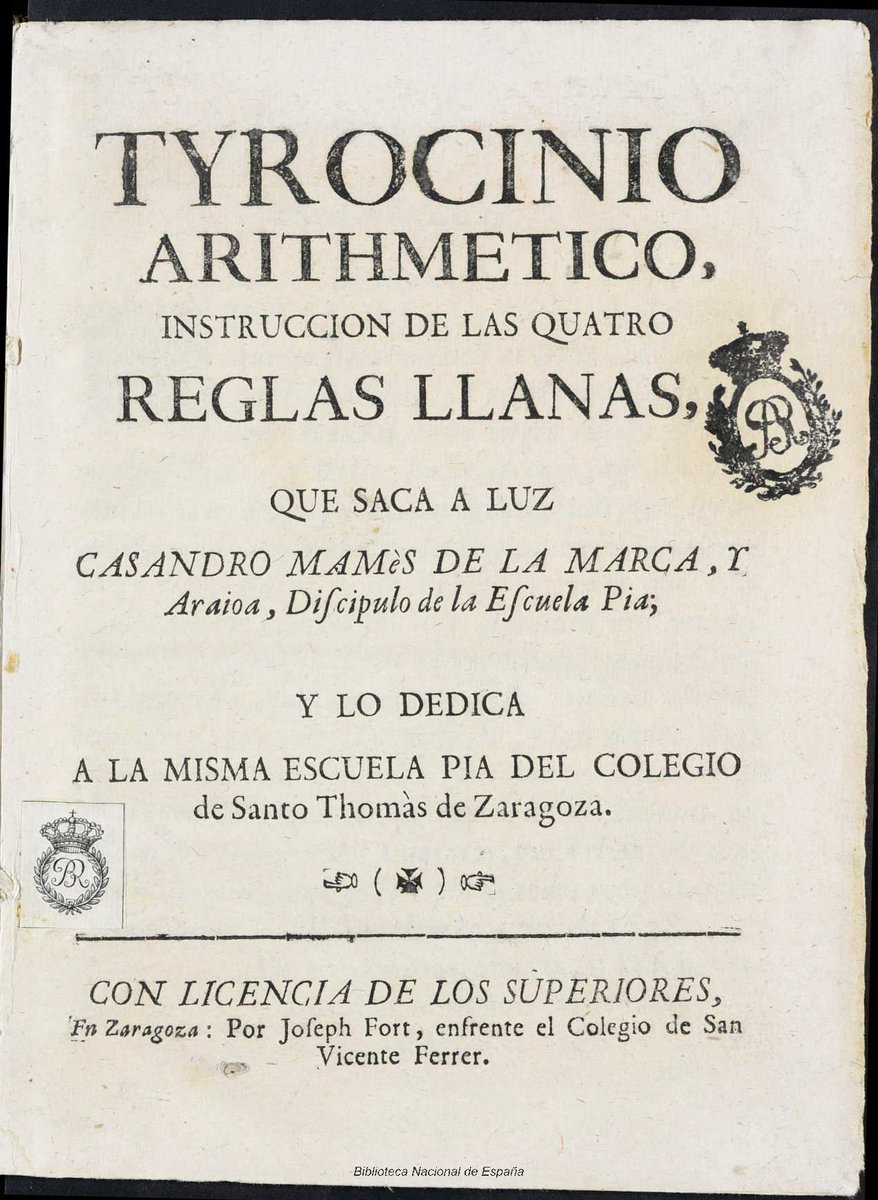 TYROCINIO
ARITHMETICO,
INSTRUCCION DE LAS QUATRO
REGLAS LLANAS,
QUE SACA A LUZ
CASANDRO MAMèS DE LA MARCA, Y
Araioa, Diſcipulo de la Eſcuela Pia;
Y LO DEDICA
A LA MISMA ESCUELA PIA DEL COLEGIO
de Santo Thomàs de Zaragoza.
CON LICENCIA DE LOS SUPERIORES,
En Zaragoza: Por Joſeph Fort, enfrente el Colegio de San
Vicente Ferrer.
Biblioteca Nacional de España